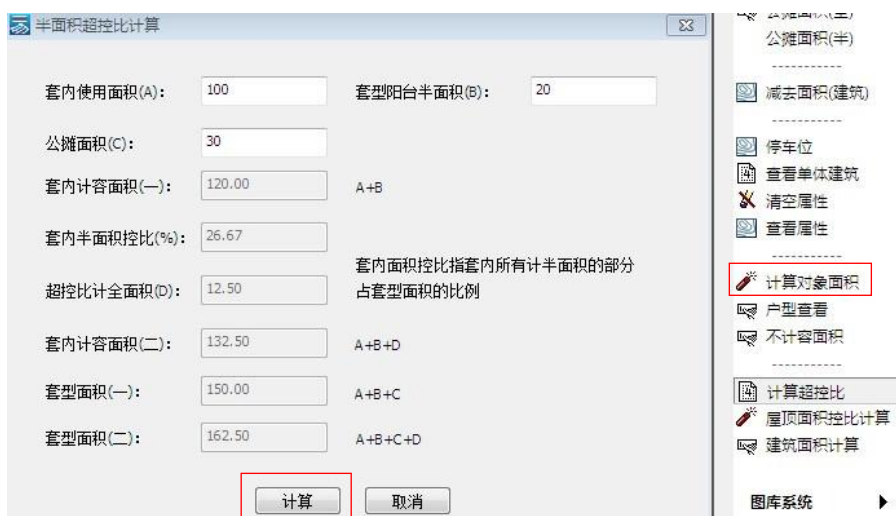 半面积超控比计算
套内使用面积(A): 100 套型阳台半面积(B): 20
公摊面积(C): 30
套内计容面积(一): 120.00 A+B
套内半面积控比(%): 26.67
套内面积控比指套内所有计半面积的部分
占套型面积的比例
超控比计全面积(D): 12.50
套内计容面积(二): 132.50 A+B+D
套型面积(一): 150.00 A+B+C
套型面积(二): 162.50 A+B+C+D
计算 取消
公摊面积(半)
-----------
减去面积(建筑)
-----------
停车位
查看单体建筑
清空属性
查看属性
-----------
计算对象面积
户型查看
不计容面积
-----------
计算超控比
屋顶面积控比计算
建筑面积计算
图库系统